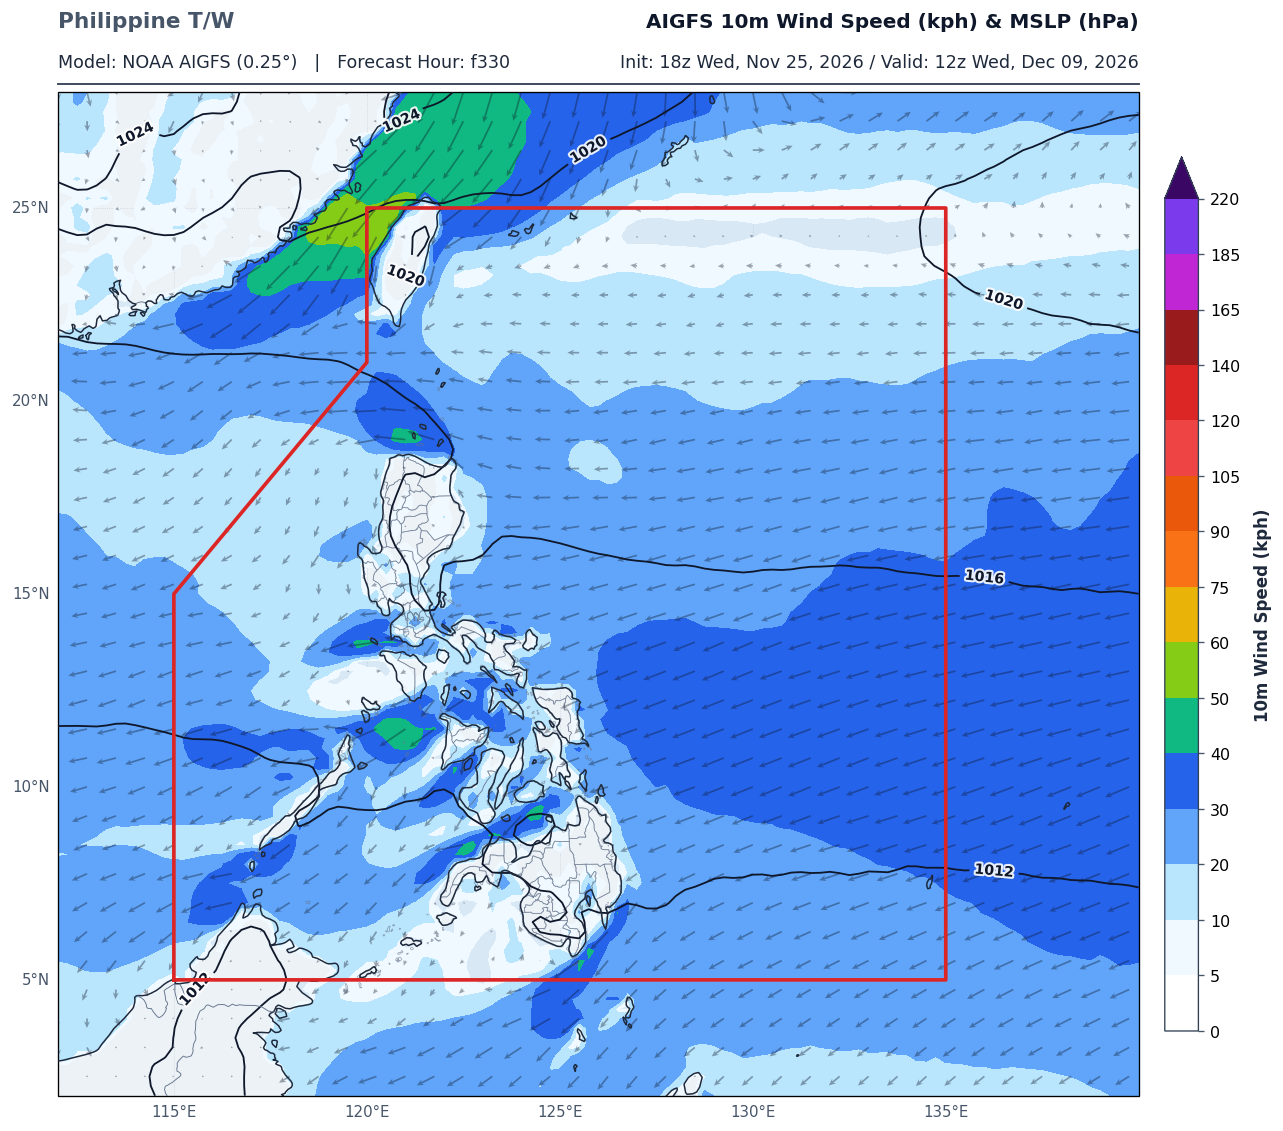 Philippine T/W
AIGFS 10m Wind Speed (kph) & MSLP (hPa)
Model: NOAA AIGFS (0.25°) | Forecast Hour: f330
Init: 18z Wed, Nov 25, 2026 / Valid: 12z Wed, Dec 09, 2026
1024
1024
1020
1020
1020
1016
1012
1012
25°N
20°N
15°N
10°N
5°N
115°E
120°E
125°E
130°E
135°E
220
185
165
140
120
105
90
75
60
50
40
30
20
10
5
0
10m Wind Speed (kph)